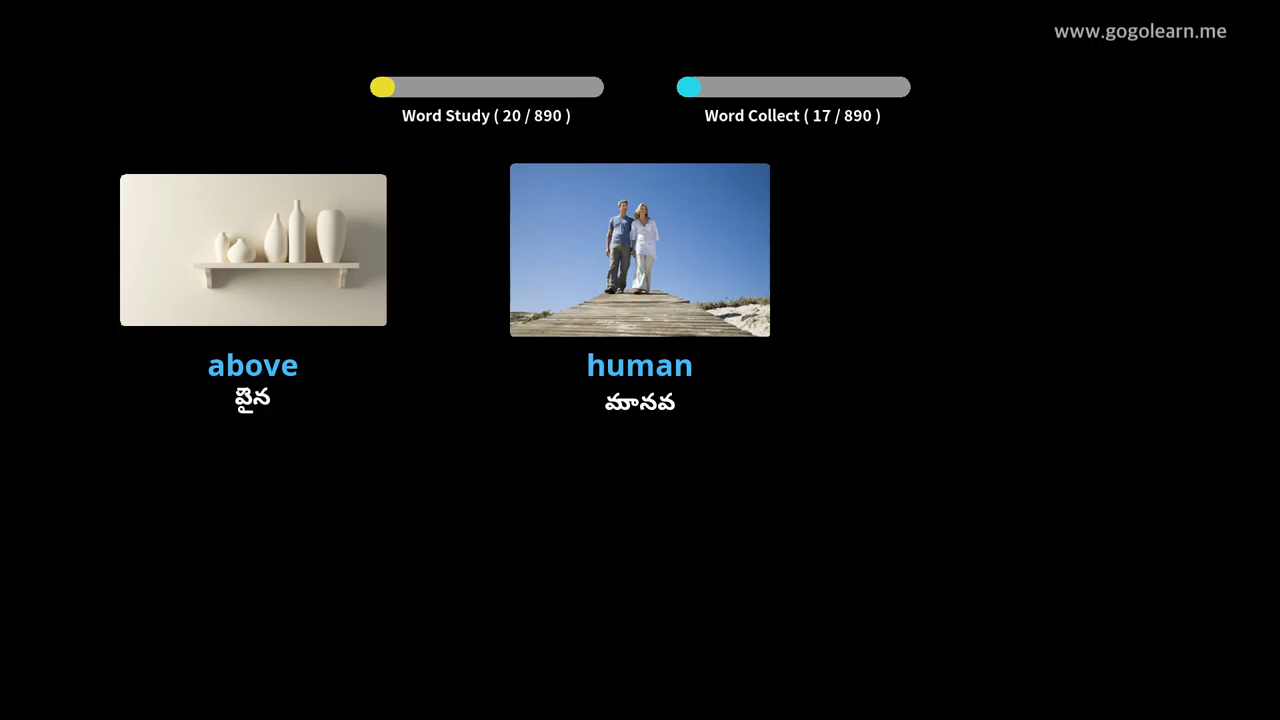 www.gogolearn.me
Word Study ( 20 / 890 )
Word Collect ( 17 / 890 )
above
పైన
human
మానవ